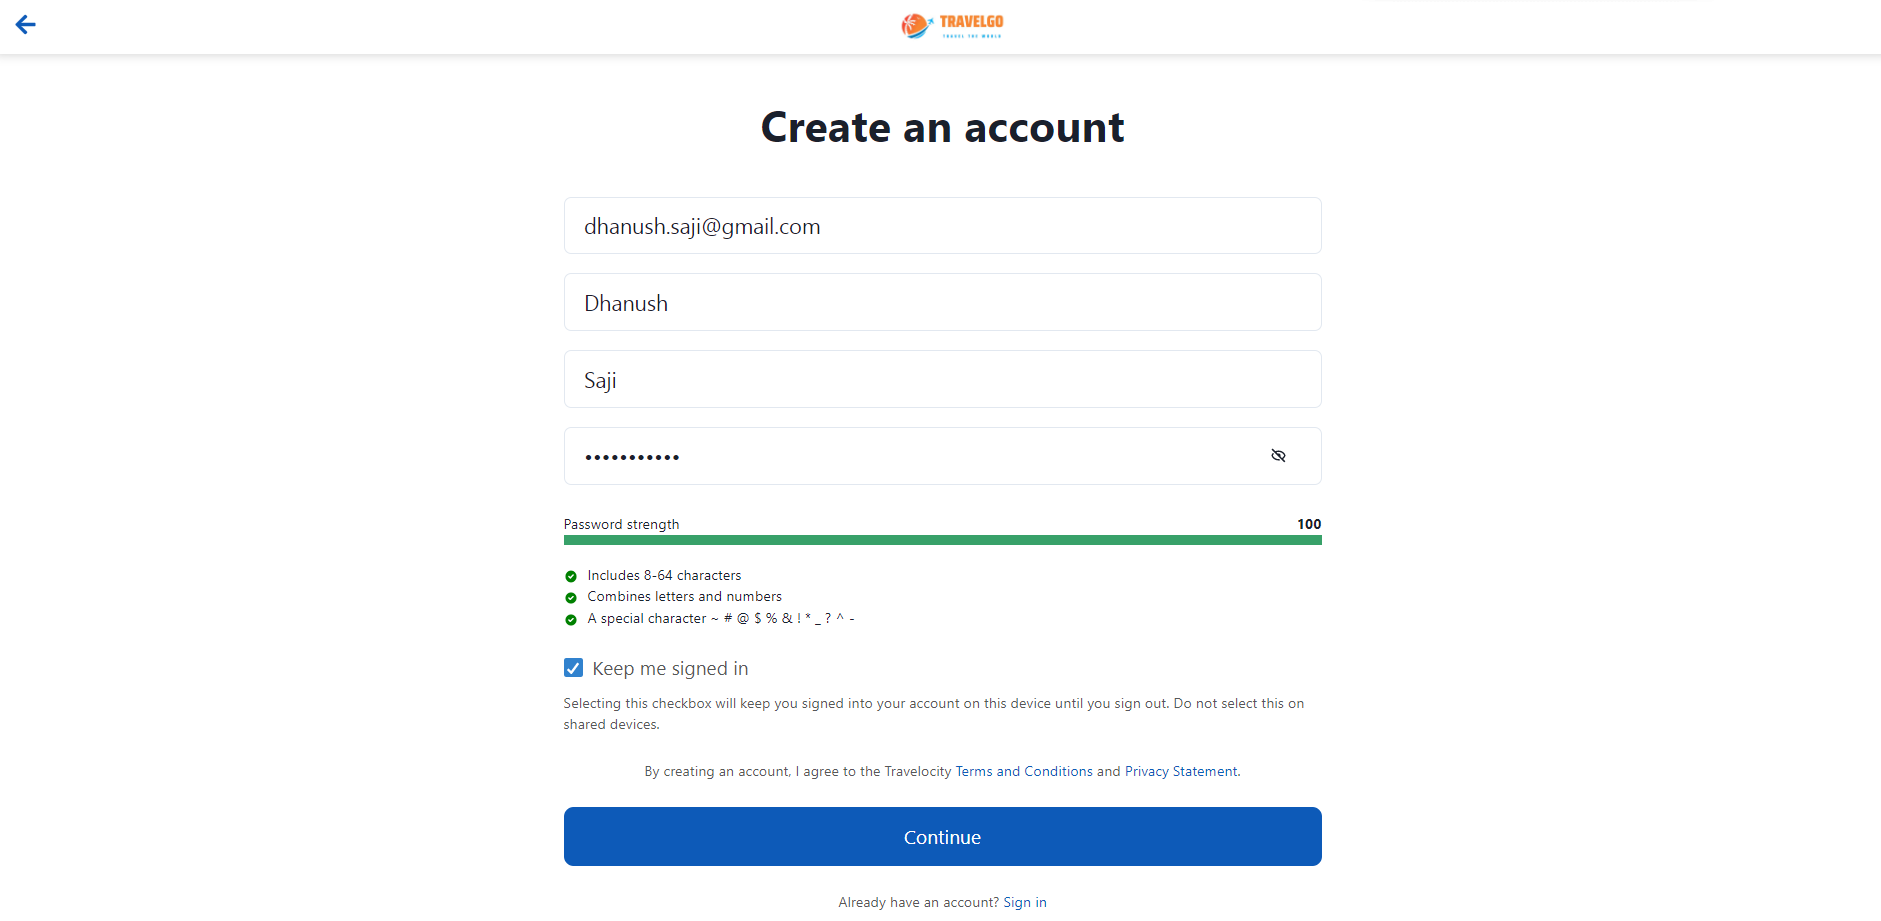 TRAVELGO
TRAVEL THE WORLD
Create an account
dhanush.saji@gmail.com
Dhanush
Saji
•••••••••••
Password strength 100
Includes 8-64 characters
Combines letters and numbers
A special character ~ # @ $ % & ! * _ ? ^ -
Keep me signed in
Selecting this checkbox will keep you signed into your account on this device until you sign out. Do not select this on
shared devices.
By creating an account, I agree to the Travelocity Terms and Conditions and Privacy Statement.
Continue
Already have an account? Sign in